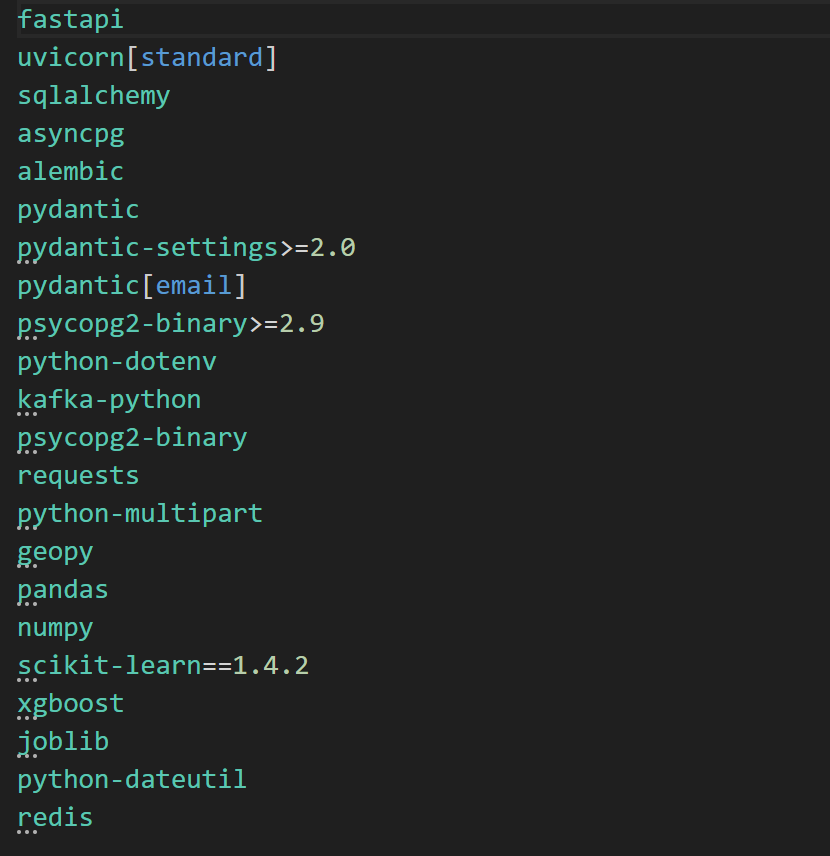 fastapi
uvicorn[standard]
sqlalchemy
asyncpg
alembic
pydantic
pydantic-settings>=2.0
pydantic[email]
psycopg2-binary>=2.9
python-dotenv
kafka-python
psycopg2-binary
requests
python-multipart
geopy
pandas
numpy
scikit-learn==1.4.2
xgboost
joblib
python-dateutil
redis